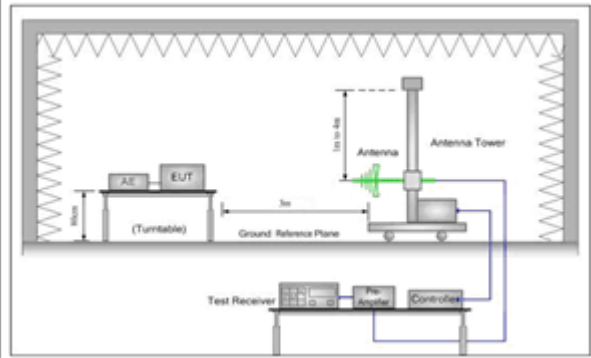 1m to 4m
Antenna
Antenna Tower
AE
EUT
80cm
3m
(Turntable)
Ground Reference Plane
Test Receiver
Pre-
Amplifier
Controller